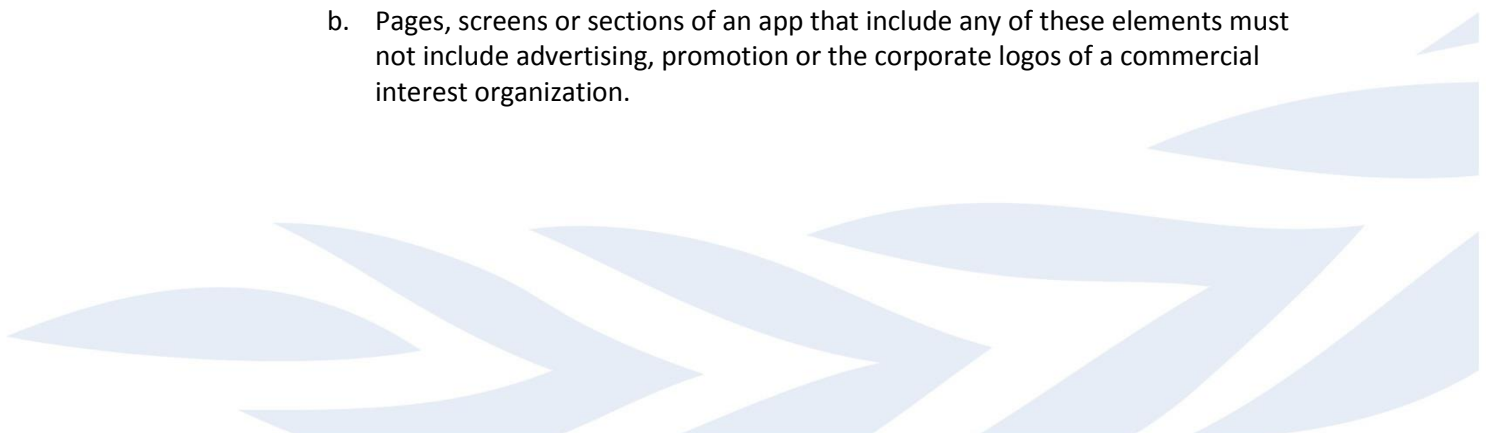 b. Pages, screens or sections of an app that include any of these elements must
not include advertising, promotion or the corporate logos of a commercial
interest organization.